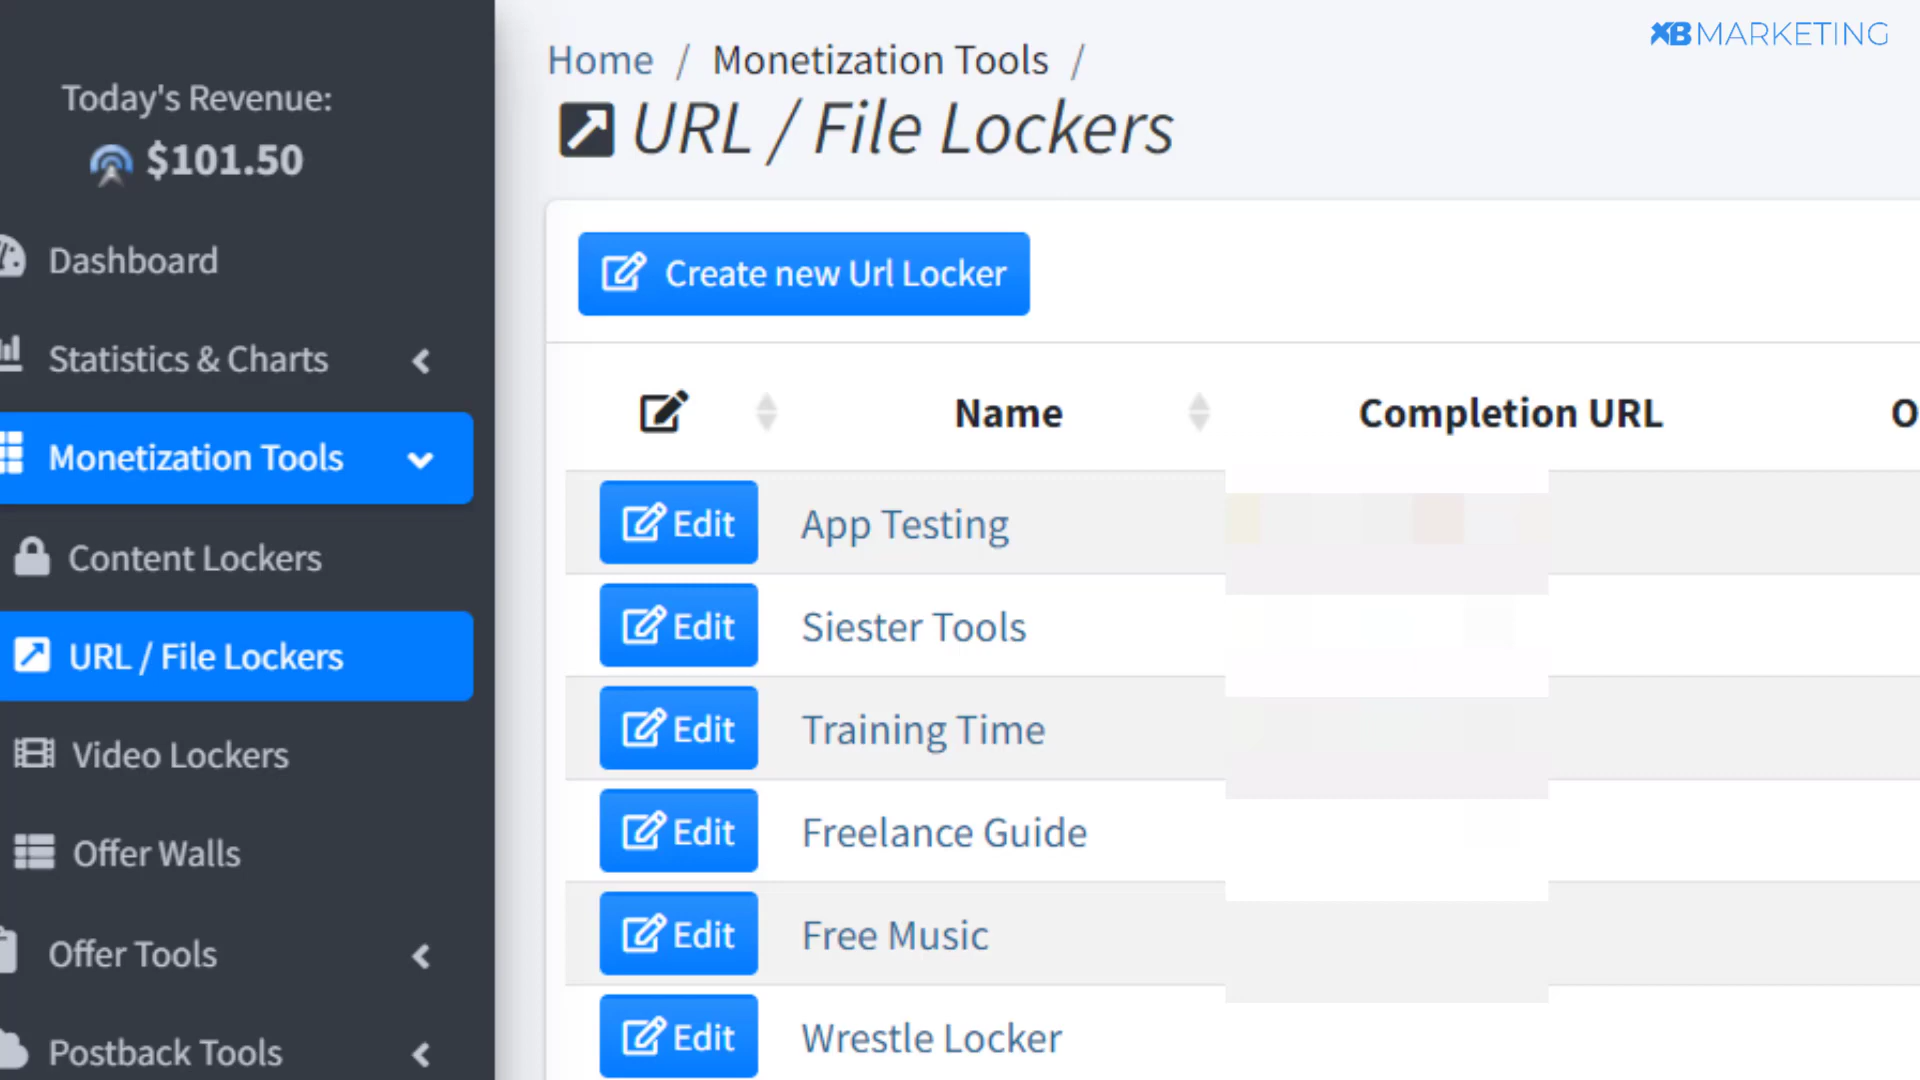 XB MARKETING
Today's Revenue:
$101.50
Dashboard
Statistics & Charts
Monetization Tools
Content Lockers
URL / File Lockers
Video Lockers
Offer Walls
Offer Tools
Postback Tools
Home / Monetization Tools /
URL / File Lockers
Create new Url Locker
Name Completion URL O
Edit App Testing
Edit Siester Tools
Edit Training Time
Edit Freelance Guide
Edit Free Music
Edit Wrestle Locker